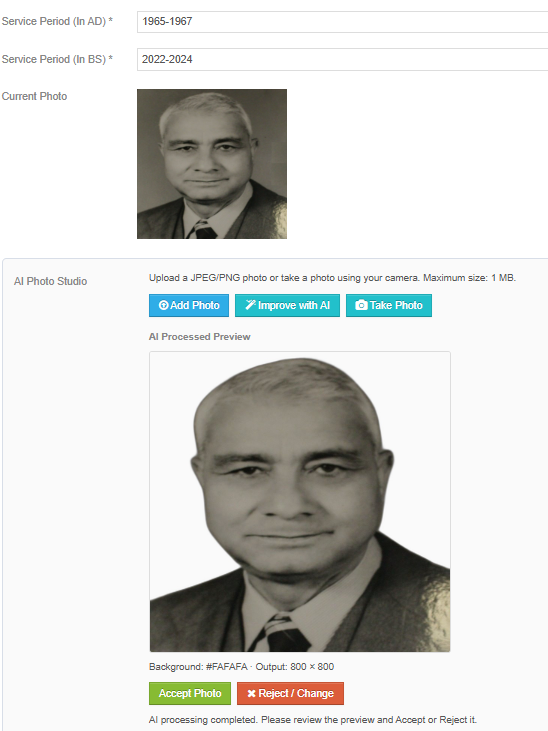 Service Period (In AD) * 1965-1967
Service Period (In BS) * 2022-2024
Current Photo
AI Photo Studio
Upload a JPEG/PNG photo or take a photo using your camera. Maximum size: 1 MB.
Add Photo Improve with AI Take Photo
AI Processed Preview
Background: #FAFAFA · Output: 800 × 800
Accept Photo Reject / Change
AI processing completed. Please review the preview and Accept or Reject it.